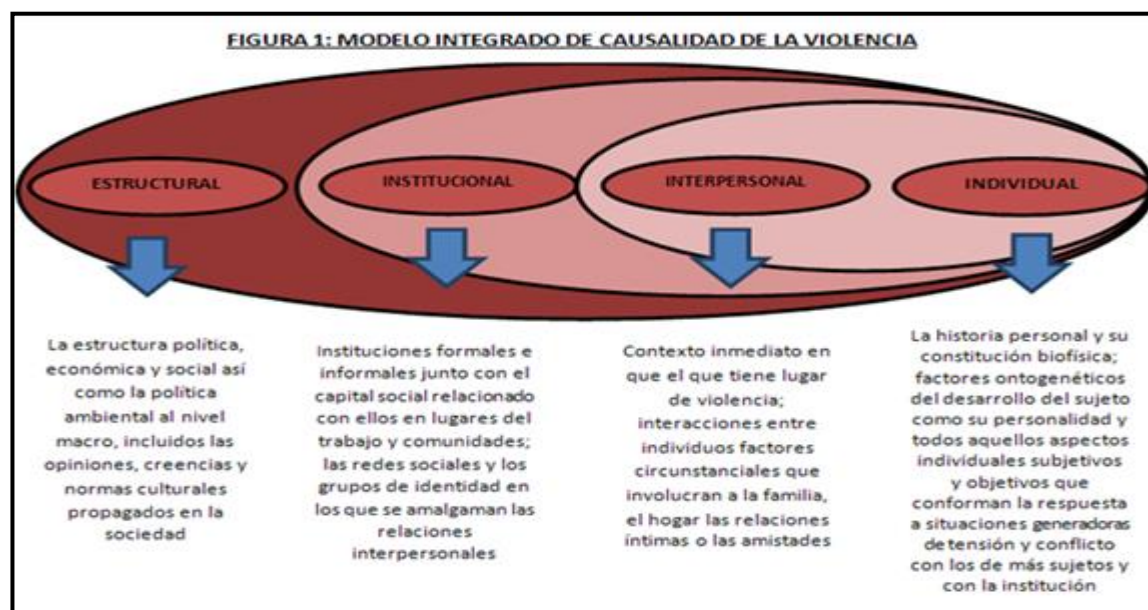 FIGURA 1: MODELO INTEGRADO DE CAUSALIDAD DE LA VIOLENCIA
ESTRUCTURAL
INSTITUCIONAL
INTERPERSONAL
INDIVIDUAL
La estructura política,
económica y social así
como la política
ambiental al nivel
macro, incluidos las
opiniones, creencias y
normas culturales
propagados en la
sociedad
Instituciones formales e
informales junto con el
capital social relacionado
con ellos en lugares del
trabajo y comunidades;
las redes sociales y los
grupos de identidad en
los que se amalgaman las
relaciones
interpersonales
Contexto inmediato en
que el que tiene lugar
de violencia;
interacciones entre
individuos factores
circunstanciales que
involucran a la familia,
el hogar las relaciones
íntimas o las amistades
La historia personal y su
constitución biofísica;
factores ontogenéticos
del desarrollo del sujeto
como su personalidad y
todos aquellos aspectos
individuales subjetivos
y objetivos que
conforman la respuesta
a situaciones generadoras
de tensión y conflicto
con los de más sujetos y
con la institución